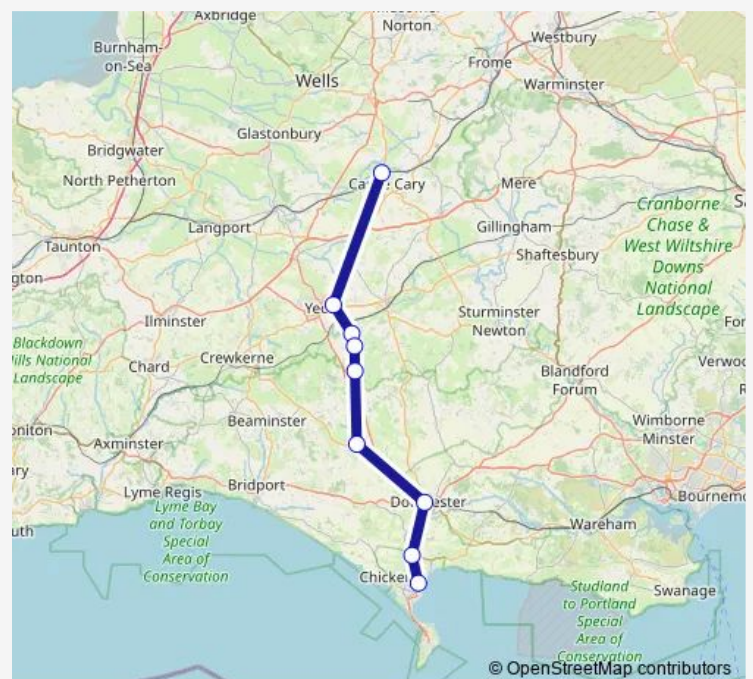 Axbridge
Norton
Westbury
Burnham-
on-Sea
Frome
Wells
Warminster
Glastonbury
Bridgwater
North Petherton
Mere
Langport
Gillingham
Cranborne
Chase &
West Wiltshire
Downs
National
Landscape
Taunton
Shaftesbury
Ilminster
Sturminster
Newton
Blackdown
National
Landscape
Chard
Crewkerne
Blandford
Forum
Beaminster
Wimborne
Minster
Axminster
Lyme Regis
Bridport
Lyme Bay
and Torbay
Special
Area of
Conservation
Wareham
Swanage
Studland
to Portland
Special
Area of
Conservation
© OpenStreetMap contributors